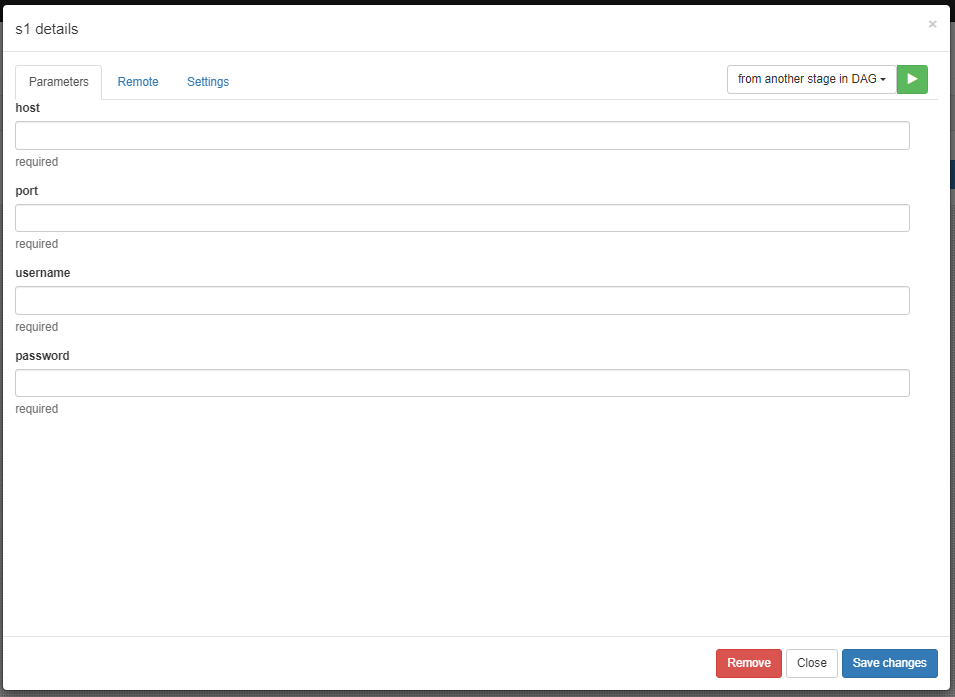 s1 details
×
Parameters Remote Settings from another stage in DAG
host
required
port
required
username
required
password
required
Remove Close Save changes